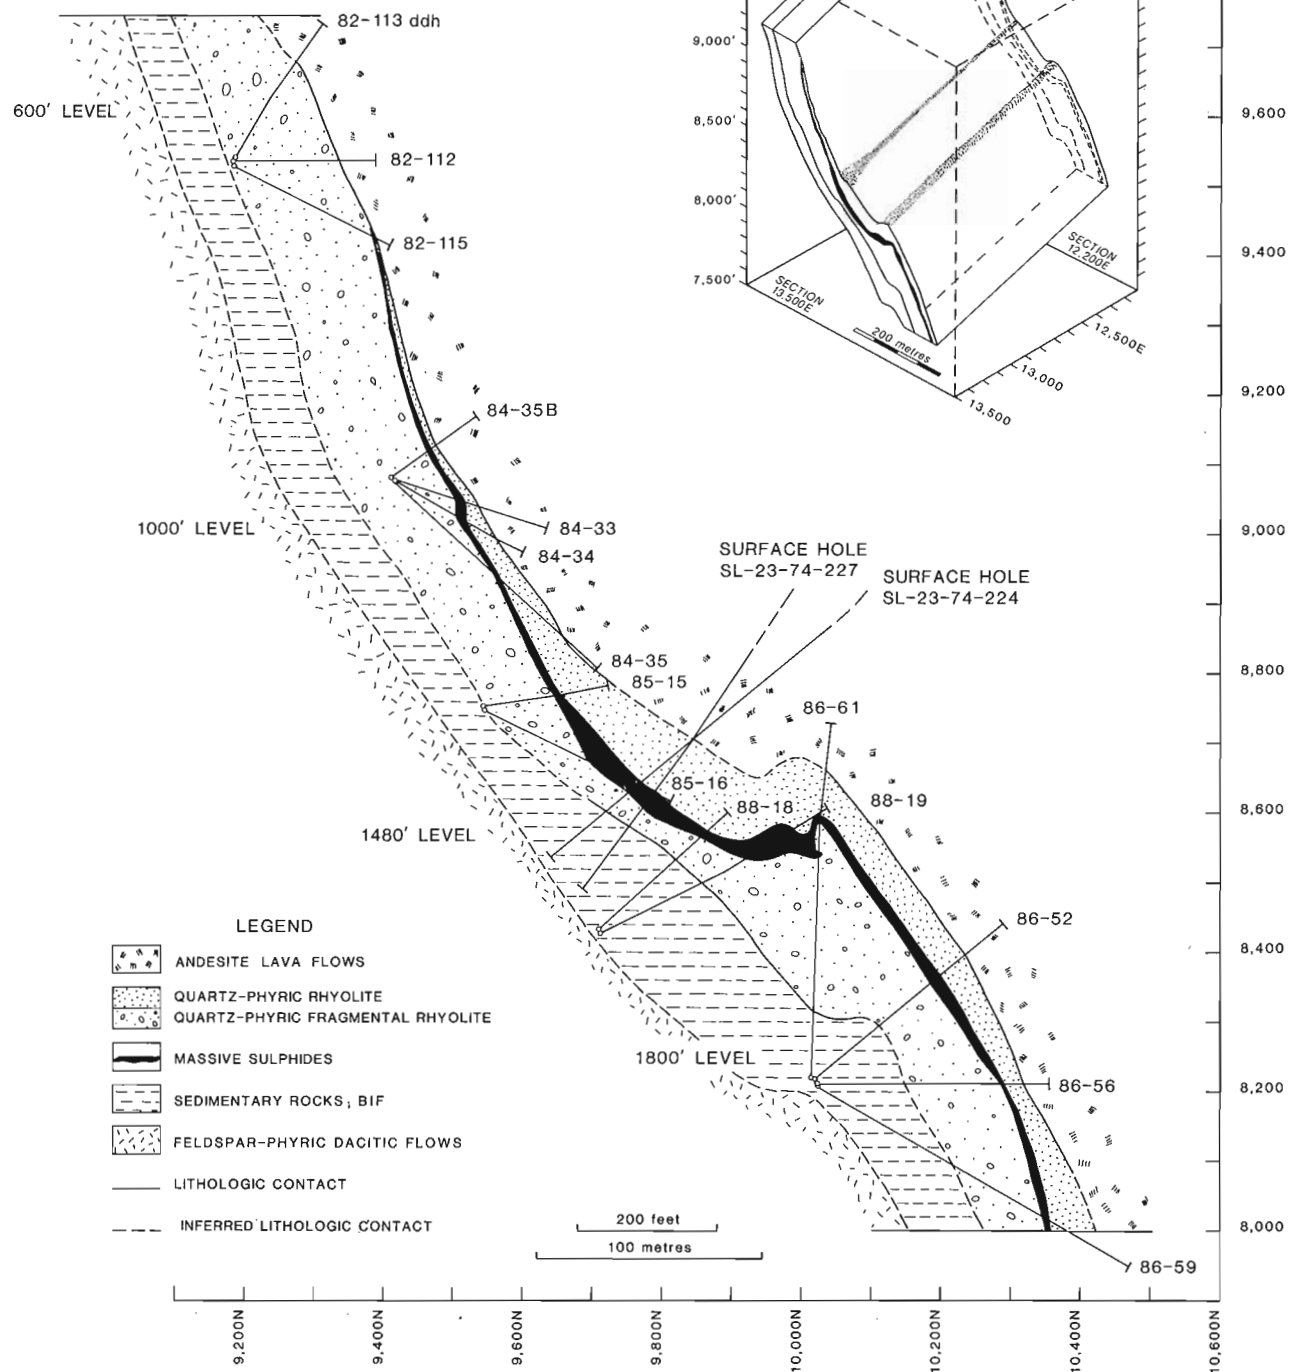 82-113 ddh
600' LEVEL
82-112
82-115
84-35B
1000' LEVEL
84-33
84-34
SURFACE HOLE
SL-23-74-227
SURFACE HOLE
SL-23-74-224
84-35
85-15
86-61
85-16
88-18
88-19
1480' LEVEL
86-52
1800' LEVEL
86-56
86-59
LEGEND
ANDESITE LAVA FLOWS
QUARTZ-PHYRIC RHYOLITE
QUARTZ-PHYRIC FRAGMENTAL RHYOLITE
MASSIVE SULPHIDES
SEDIMENTARY ROCKS; BIF
FELDSPAR-PHYRIC DACITIC FLOWS
LITHOLOGIC CONTACT
INFERRED LITHOLOGIC CONTACT
200 feet
100 metres
9,200N
9,400N
9,600N
9,800N
10,000N
10,200N
10,400N
10,600N
9,600
9,400
9,200
9,000
8,800
8,600
8,400
8,200
8,000
9,000'
8,500'
8,000'
7,500'
SECTION
13,500E
SECTION
12,200E
200 metres
12,500E
13,000
13,500